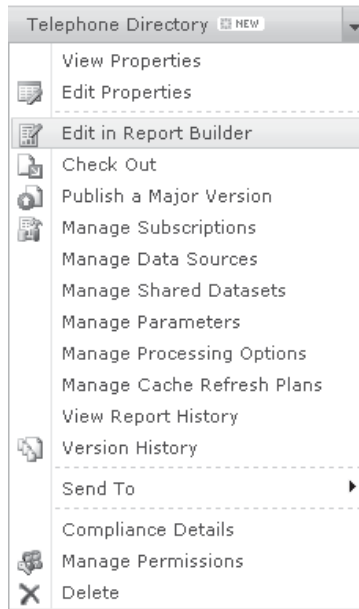 Telephone Directory NEW
View Properties
Edit Properties
Edit in Report Builder
Check Out
Publish a Major Version
Manage Subscriptions
Manage Data Sources
Manage Shared Datasets
Manage Parameters
Manage Processing Options
Manage Cache Refresh Plans
View Report History
Version History
Send To
Compliance Details
Manage Permissions
Delete